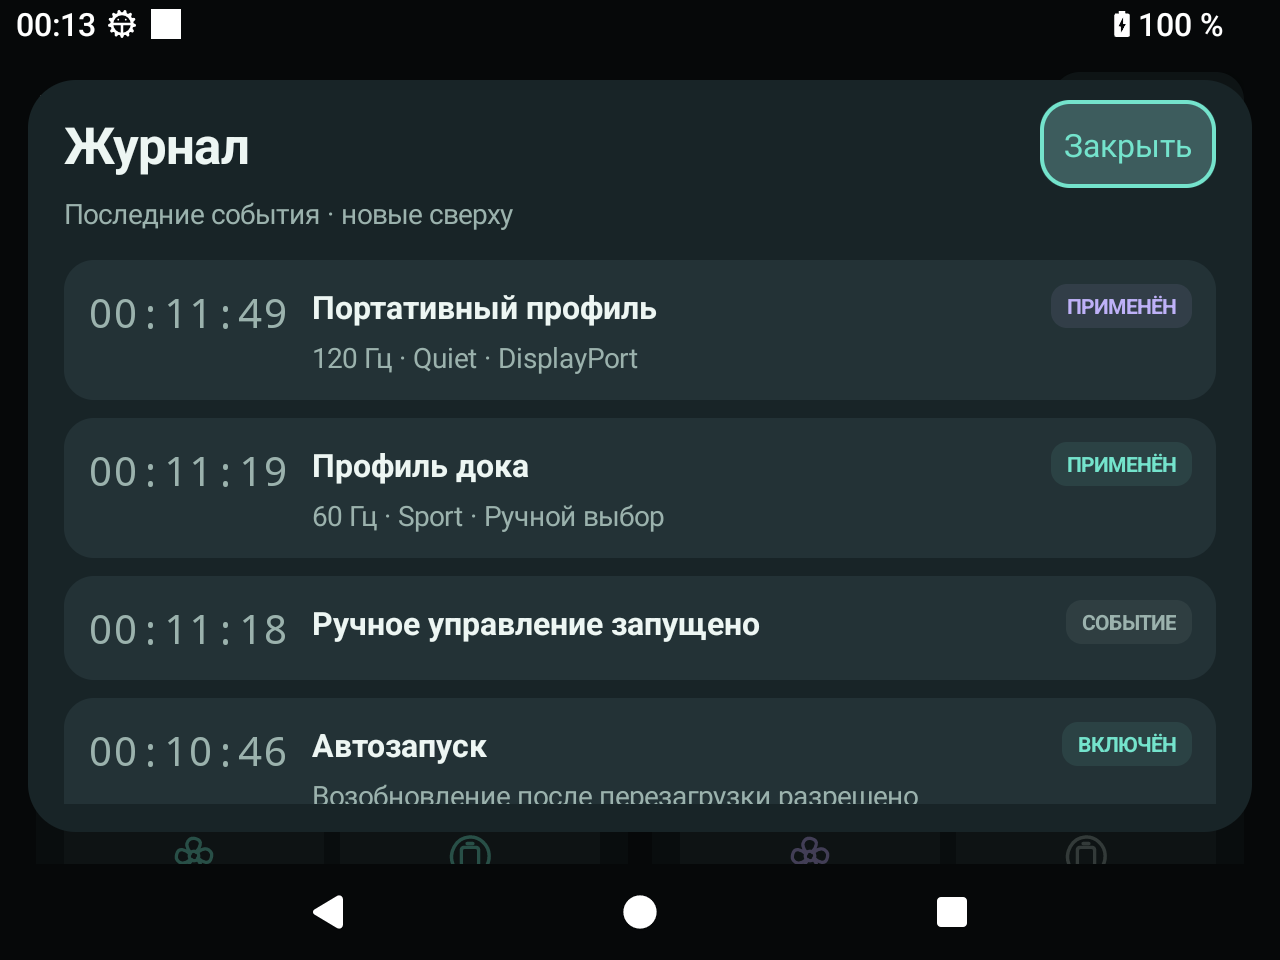 00:13
100 %
Журнал
Закрыть
Последние события · новые сверху
00:11:49
Портативный профиль
ПРИМЕНЁН
120 Гц · Quiet · DisplayPort
00:11:19
Профиль дока
ПРИМЕНЁН
60 Гц · Sport · Ручной выбор
00:11:18
Ручное управление запущено
СОБЫТИЕ
00:10:46
Автозапуск
ВКЛЮЧЁН
Возобновление после перезагрузки разрешено